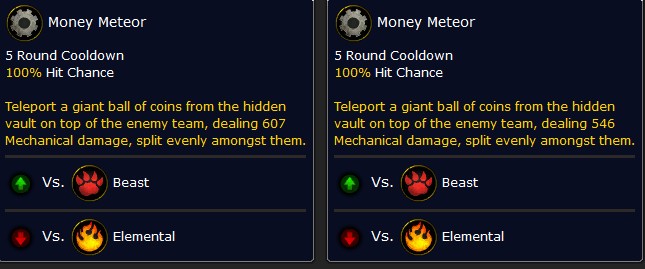 Money Meteor
5 Round Cooldown
100% Hit Chance
Teleport a giant ball of coins from the hidden
vault on top of the enemy team, dealing 607
Mechanical damage, split evenly amongst them.
Vs. Beast
Vs. Elemental
Money Meteor
5 Round Cooldown
100% Hit Chance
Teleport a giant ball of coins from the hidden
vault on top of the enemy team, dealing 546
Mechanical damage, split evenly amongst them.
Vs. Beast
Vs. Elemental